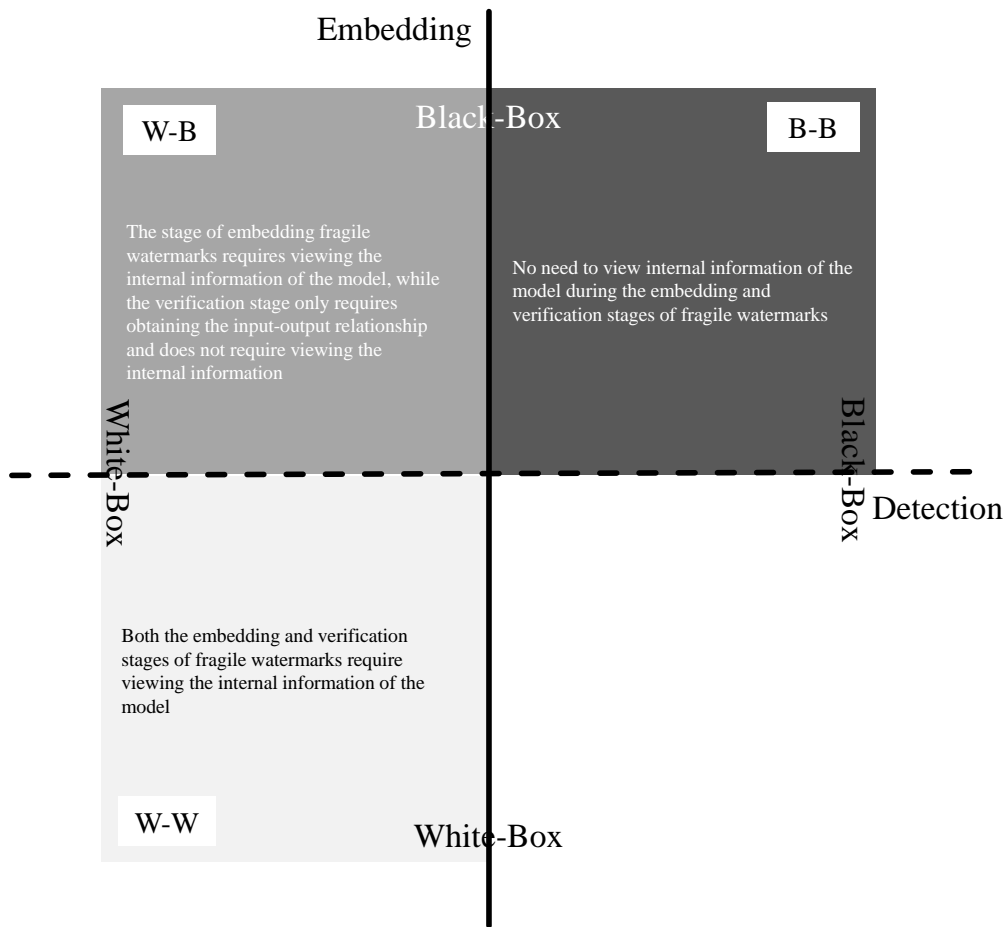 Embedding
W-B
Black-Box
B-B
The stage of embedding fragile
watermarks requires viewing the
internal information of the model, while
the verification stage only requires
obtaining the input-output relationship
and does not require viewing the
internal information
No need to view internal information of the
model during the embedding and
verification stages of fragile watermarks
White-Box
Black-Box
Detection
Both the embedding and verification
stages of fragile watermarks require
viewing the internal information of the
model
W-W
White-Box